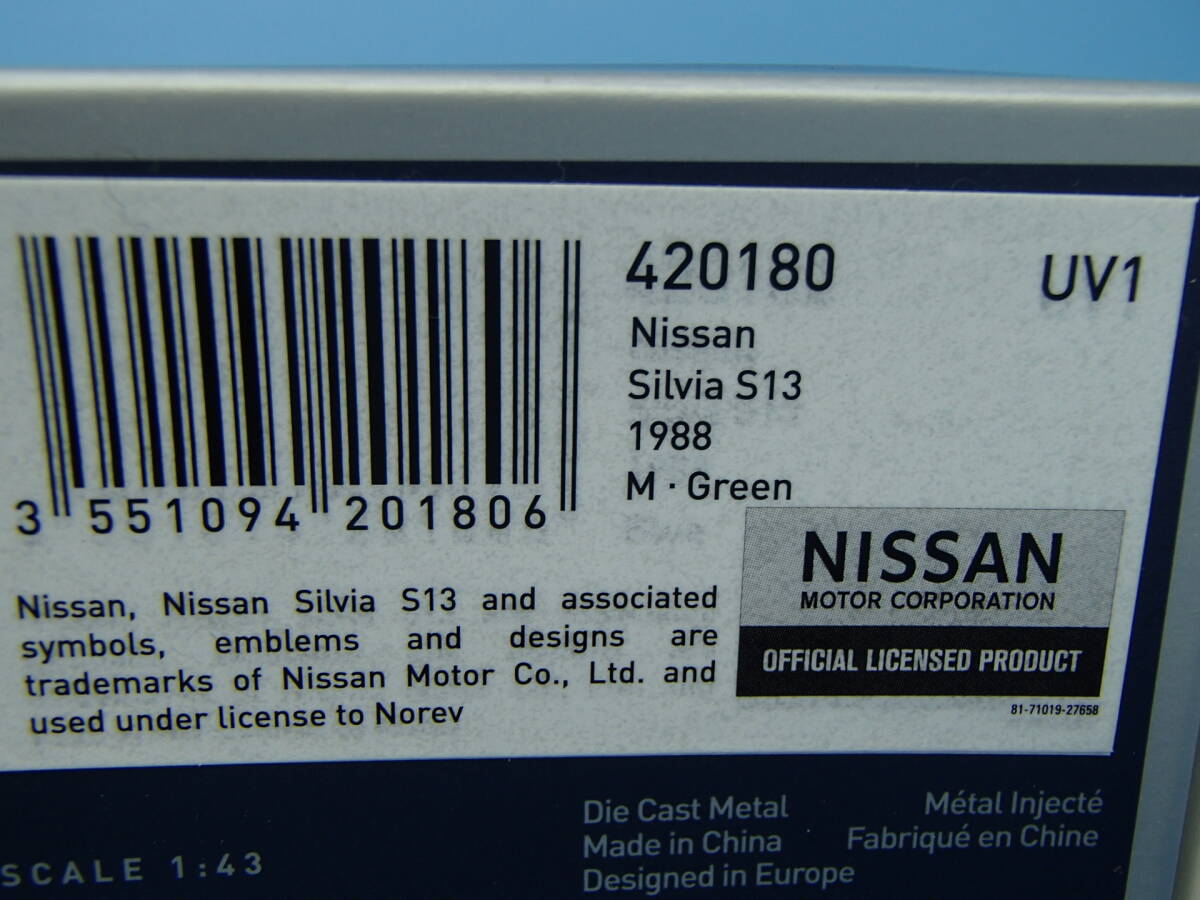 420180 UV1
Nissan
Silvia S13
1988
M · Green
3 551094 201806
NISSAN
MOTOR CORPORATION
OFFICIAL LICENSED PRODUCT
81-71019-27658
Nissan, Nissan Silvia S13 and associated
symbols, emblems and designs are
trademarks of Nissan Motor Co., Ltd. and
used under license to Norev
SCALE 1:43
Die Cast Metal
Made in China
Designed in Europe
Métal Injecté
Fabriqué en Chine